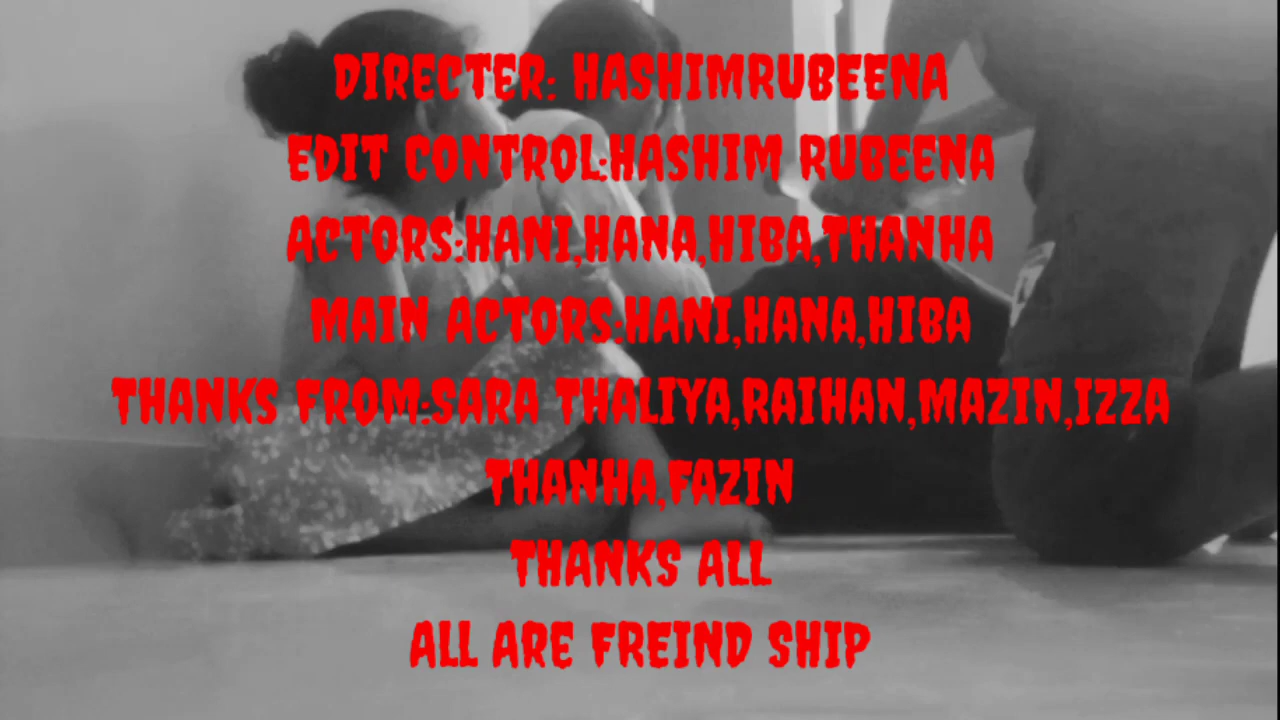 DIRECTER: HASHIMRUBEENA
EDIT CONTROL:HASHIM RUBEENA
ACTORS:HANI,HANA,HIBA,THANHA
MAIN ACTORS:HANI,HANA,HIBA
THANKS FROM:SARA THALIYA,RAIHAN,MAZIN,IZZA
THANHA,FAZIN
THANKS ALL
ALL ARE FREIND SHIP